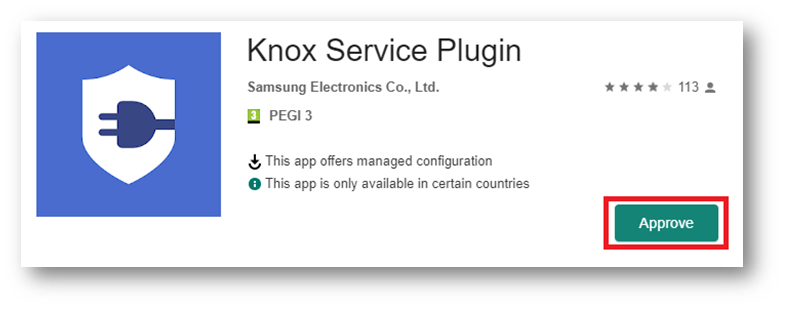 Knox Service Plugin
Samsung Electronics Co., Ltd.
113
3 PEGI 3
This app offers managed configuration
This app is only available in certain countries
Approve